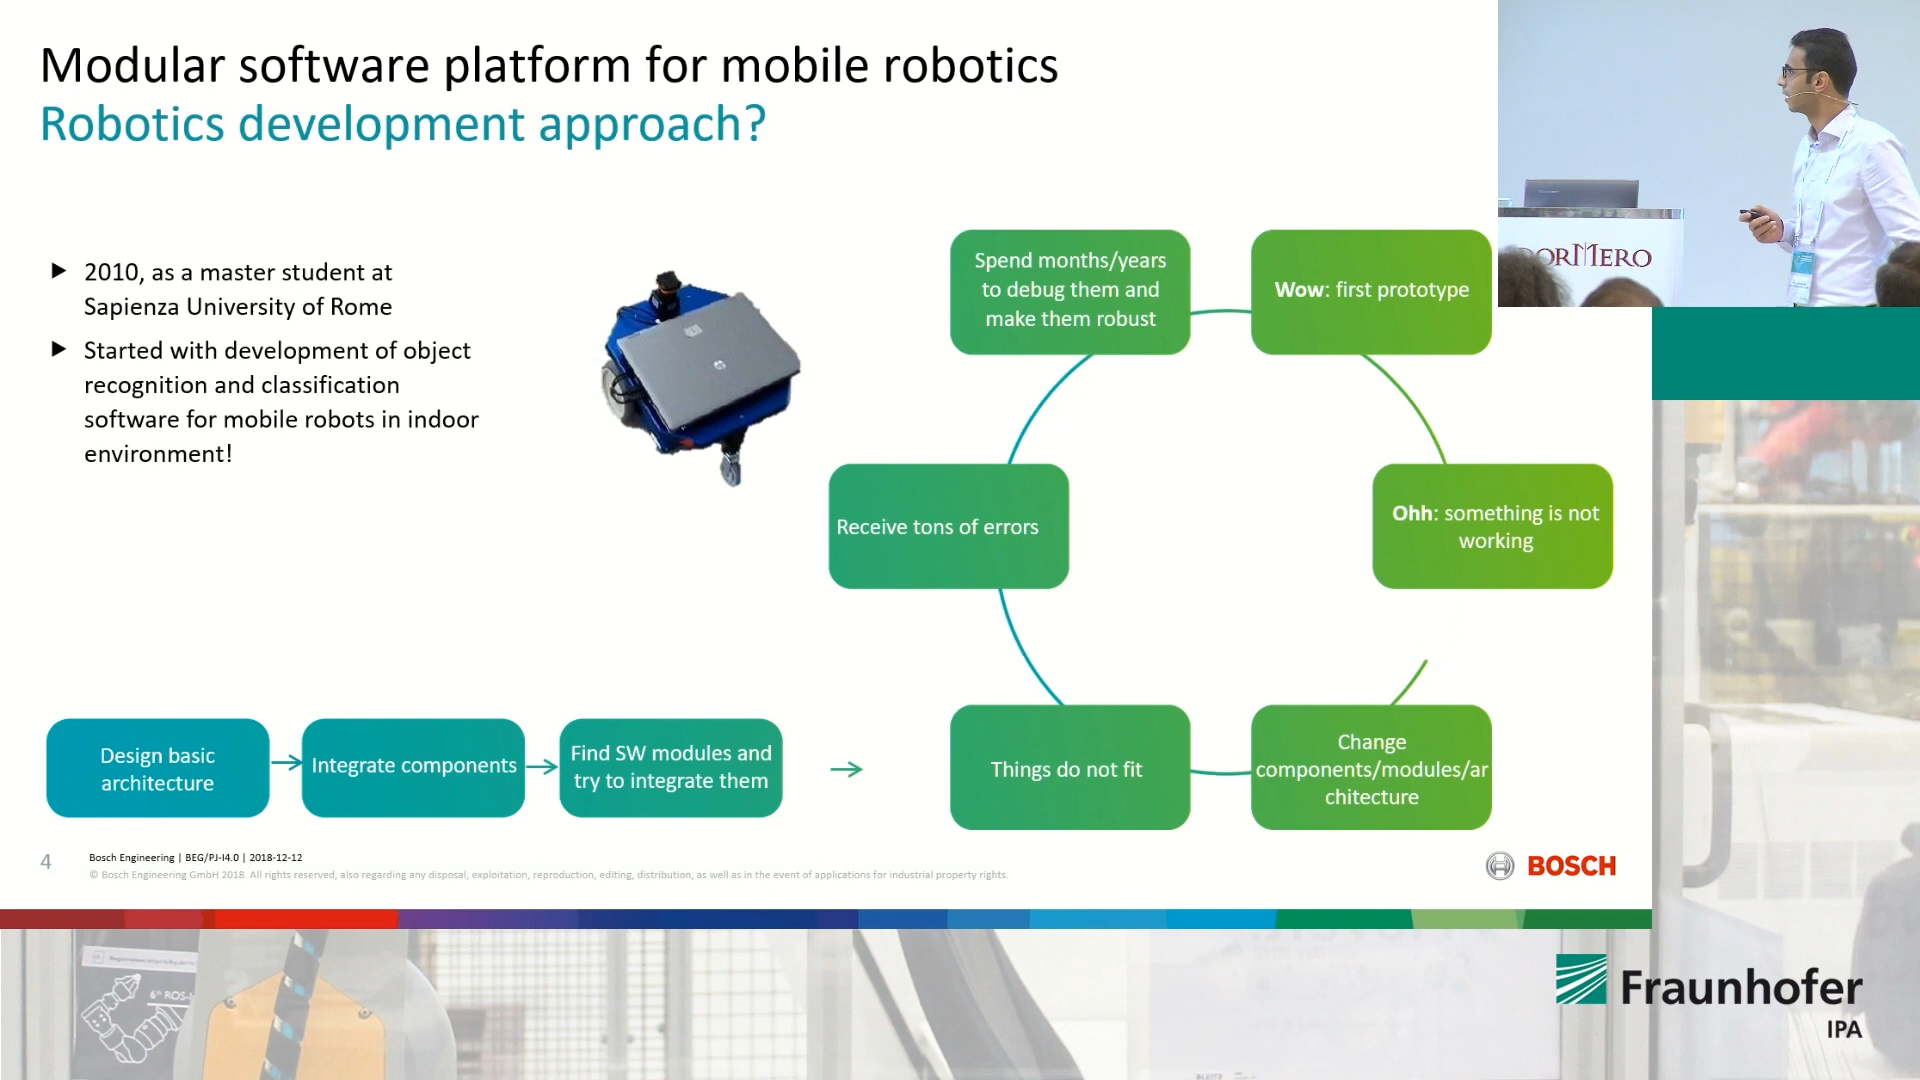 Modular software platform for mobile robotics
Robotics development approach?
2010, as a master student at
Sapienza University of Rome
Started with development of object
recognition and classification
software for mobile robots in indoor
environment!
Spend months/years
to debug them and
make them robust
Wow: first prototype
Receive tons of errors
Ohh: something is not
working
Design basic
architecture
Integrate components
Find SW modules and
try to integrate them
Things do not fit
Change
components/modules/ar
chitecture
4
Bosch Engineering | BEG/PJ-I4.0 | 2018-12-12
© Bosch Engineering GmbH 2018. All rights reserved, also regarding any disposal, exploitation, reproduction, editing, distribution, as well as in the event of applications for industrial property rights.
BOSCH
DORMERO
6th ROS-I
Fraunhofer
IPA